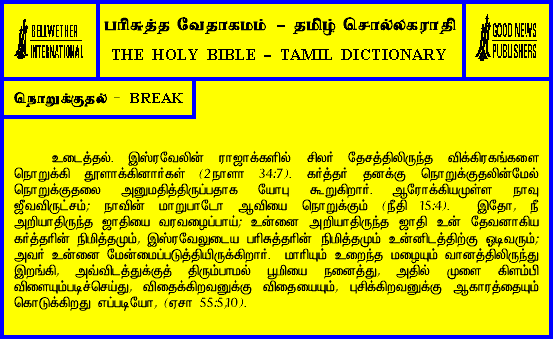 BELLWETHER
INTERNATIONAL
பரிசுத்த வேதாகமம் – தமிழ் சொல்லகராதி
THE HOLY BIBLE – TAMIL DICTIONARY
GOOD NEWS
PUBLISHERS
நொறுக்குதல் – BREAK
உடைத்தல். இஸ்ரவேலின் ராஜாக்களில் சிலர் தேசத்திலிருந்த விக்கிரகங்களை
நொறுக்கி தூளாக்கினார்கள் (2நாளா 34:7). கர்த்தர் தனக்கு நொறுக்குதலின்மேல்
நொறுக்குதலை அனுமதித்திருப்பதாக யோபு கூறுகிறார். ஆரோக்கியமுள்ள நாவு
ஜீவவிருட்சம்; நாவின் மாறுபாடோ ஆவியை நொறுக்கும் (நீதி 15:4). இதோ, நீ
அறியாதிருந்த ஜாதியை வரவழைப்பாய்; உன்னை அறியாதிருந்த ஜாதி உன் தேவனாகிய
கர்த்தரின் நிமித்தமும், இஸ்ரவேலுடைய பரிசுத்தரின் நிமித்தமும் உன்னிடத்திற்கு ஓடிவரும்;
அவர் உன்னை மேன்மைப்படுத்தியிருக்கிறார். மாரியும் உறைந்த மழையும் வானத்திலிருந்து
இறங்கி, அவ்விடத்துக்குத் திரும்பாமல் பூமியை நனைத்து, அதில் முளை கிளம்பி
விளையும்படிச்செய்து, விதைக்கிறவனுக்கு விதையையும், புசிக்கிறவனுக்கு ஆகாரத்தையும்
கொடுக்கிறது எப்படியோ, (ஏசா 55:5,10).